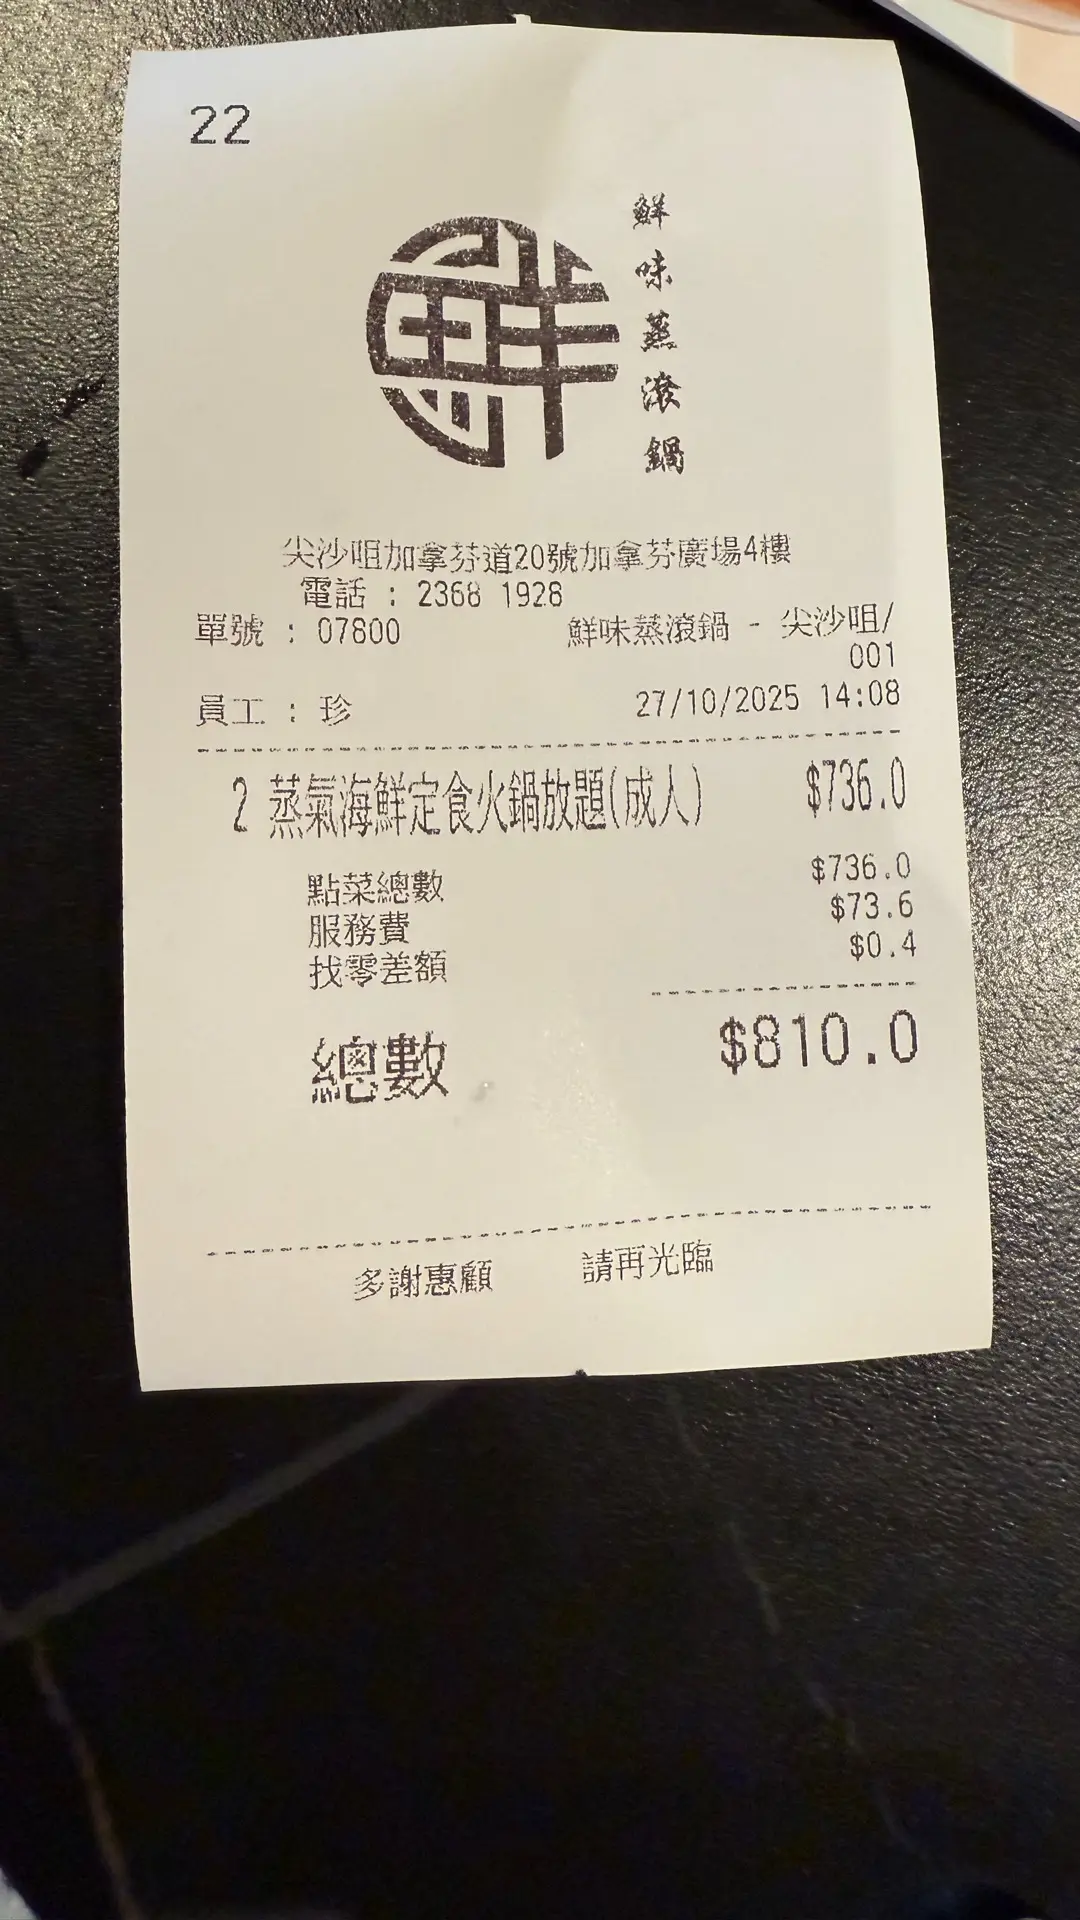 22
鮮
鮮味蒸滾鍋
尖沙咀加拿芬道20號加拿芬廣場4樓
電話 : 2368 1928
單號 : 07800 鮮味蒸滾鍋 - 尖沙咀/
001
員工 : 珍 27/10/2025 14:08
2 蒸氣海鮮定食火鍋放題(成人) $736.0
點菜總數 $736.0
服務費 $73.6
找零差額 $0.4
總數 $810.0
多謝惠顧 請再光臨